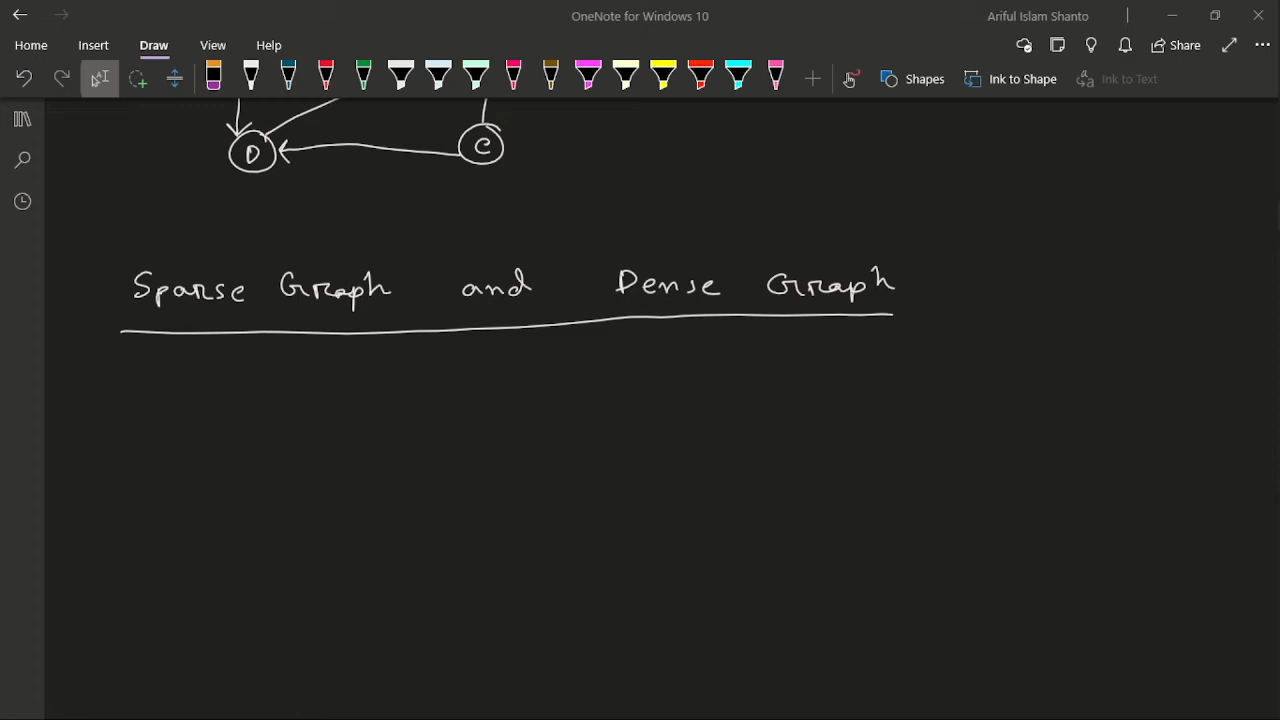 OneNote for Windows 10
Ariful Islam Shanto
Home Insert Draw View Help
Share
Shapes Ink to Shape Ink to Text
D C
Sparse Graph and Dense Graph